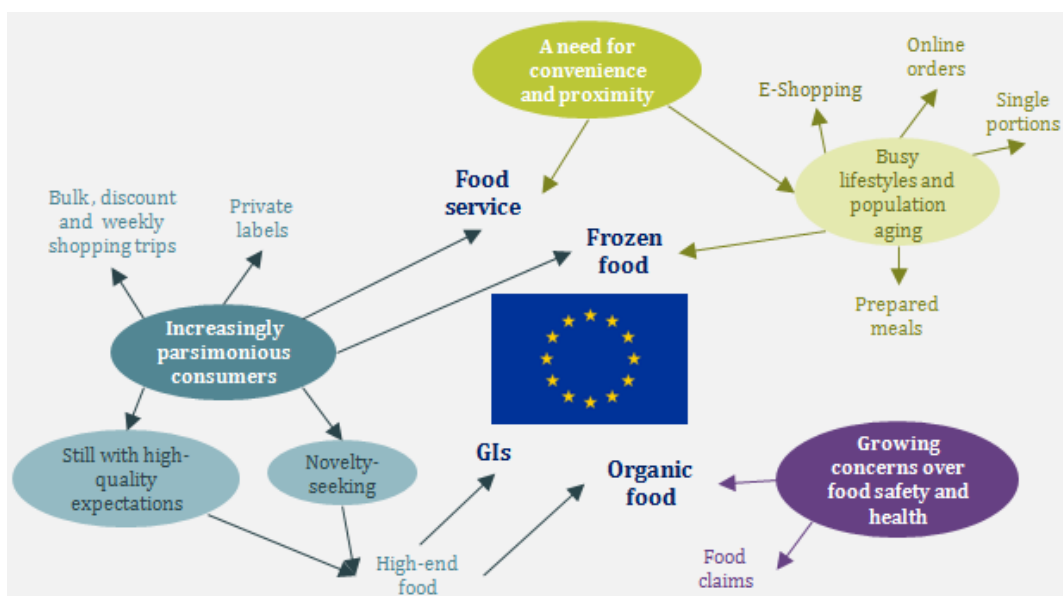 A need for
convenience
and proximity
Online
orders
E-Shopping
Single
portions
Busy
lifestyles and
population
aging
Prepared
meals
Food
service
Frozen
food
Bulk, discount
and weekly
shopping trips
Private
labels
Increasingly
parsimonious
consumers
Still with high-
quality
expectations
Novelty-
seeking
High-end
food
GIs
Organic
food
Growing
concerns over
food safety and
health
Food
claims